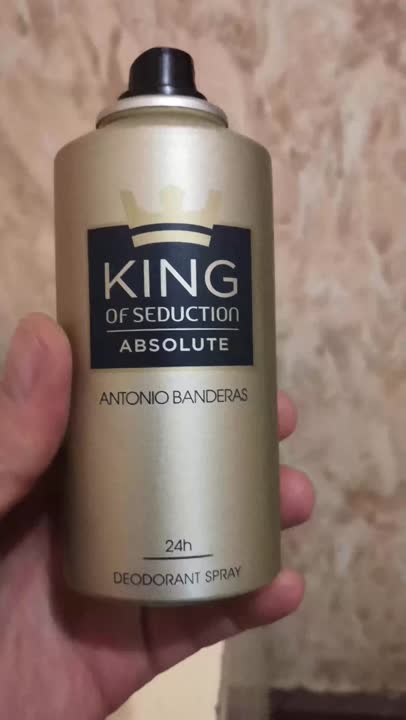 KING
OF SEDUCTION
ABSOLUTE
ANTONIO BANDERAS
24h
DEODORANT SPRAY